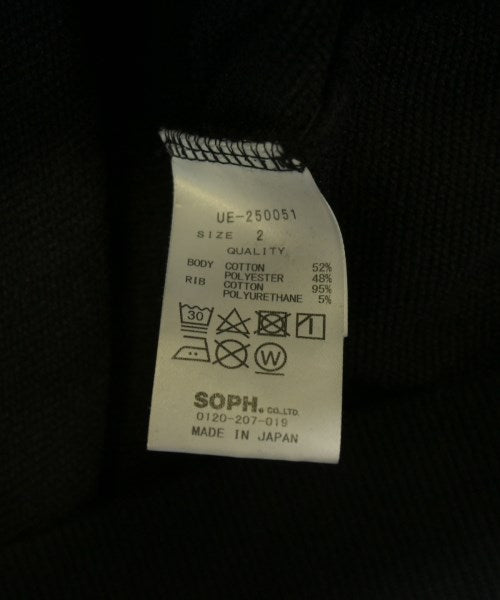 UE-250051
SIZE 2
QUALITY
BODY COTTON 52%
POLYESTER 48%
RIB COTTON 95%
POLYURETHANE 5%
30
W
SOPH. CO.,LTD.
0120-207-019
MADE IN JAPAN